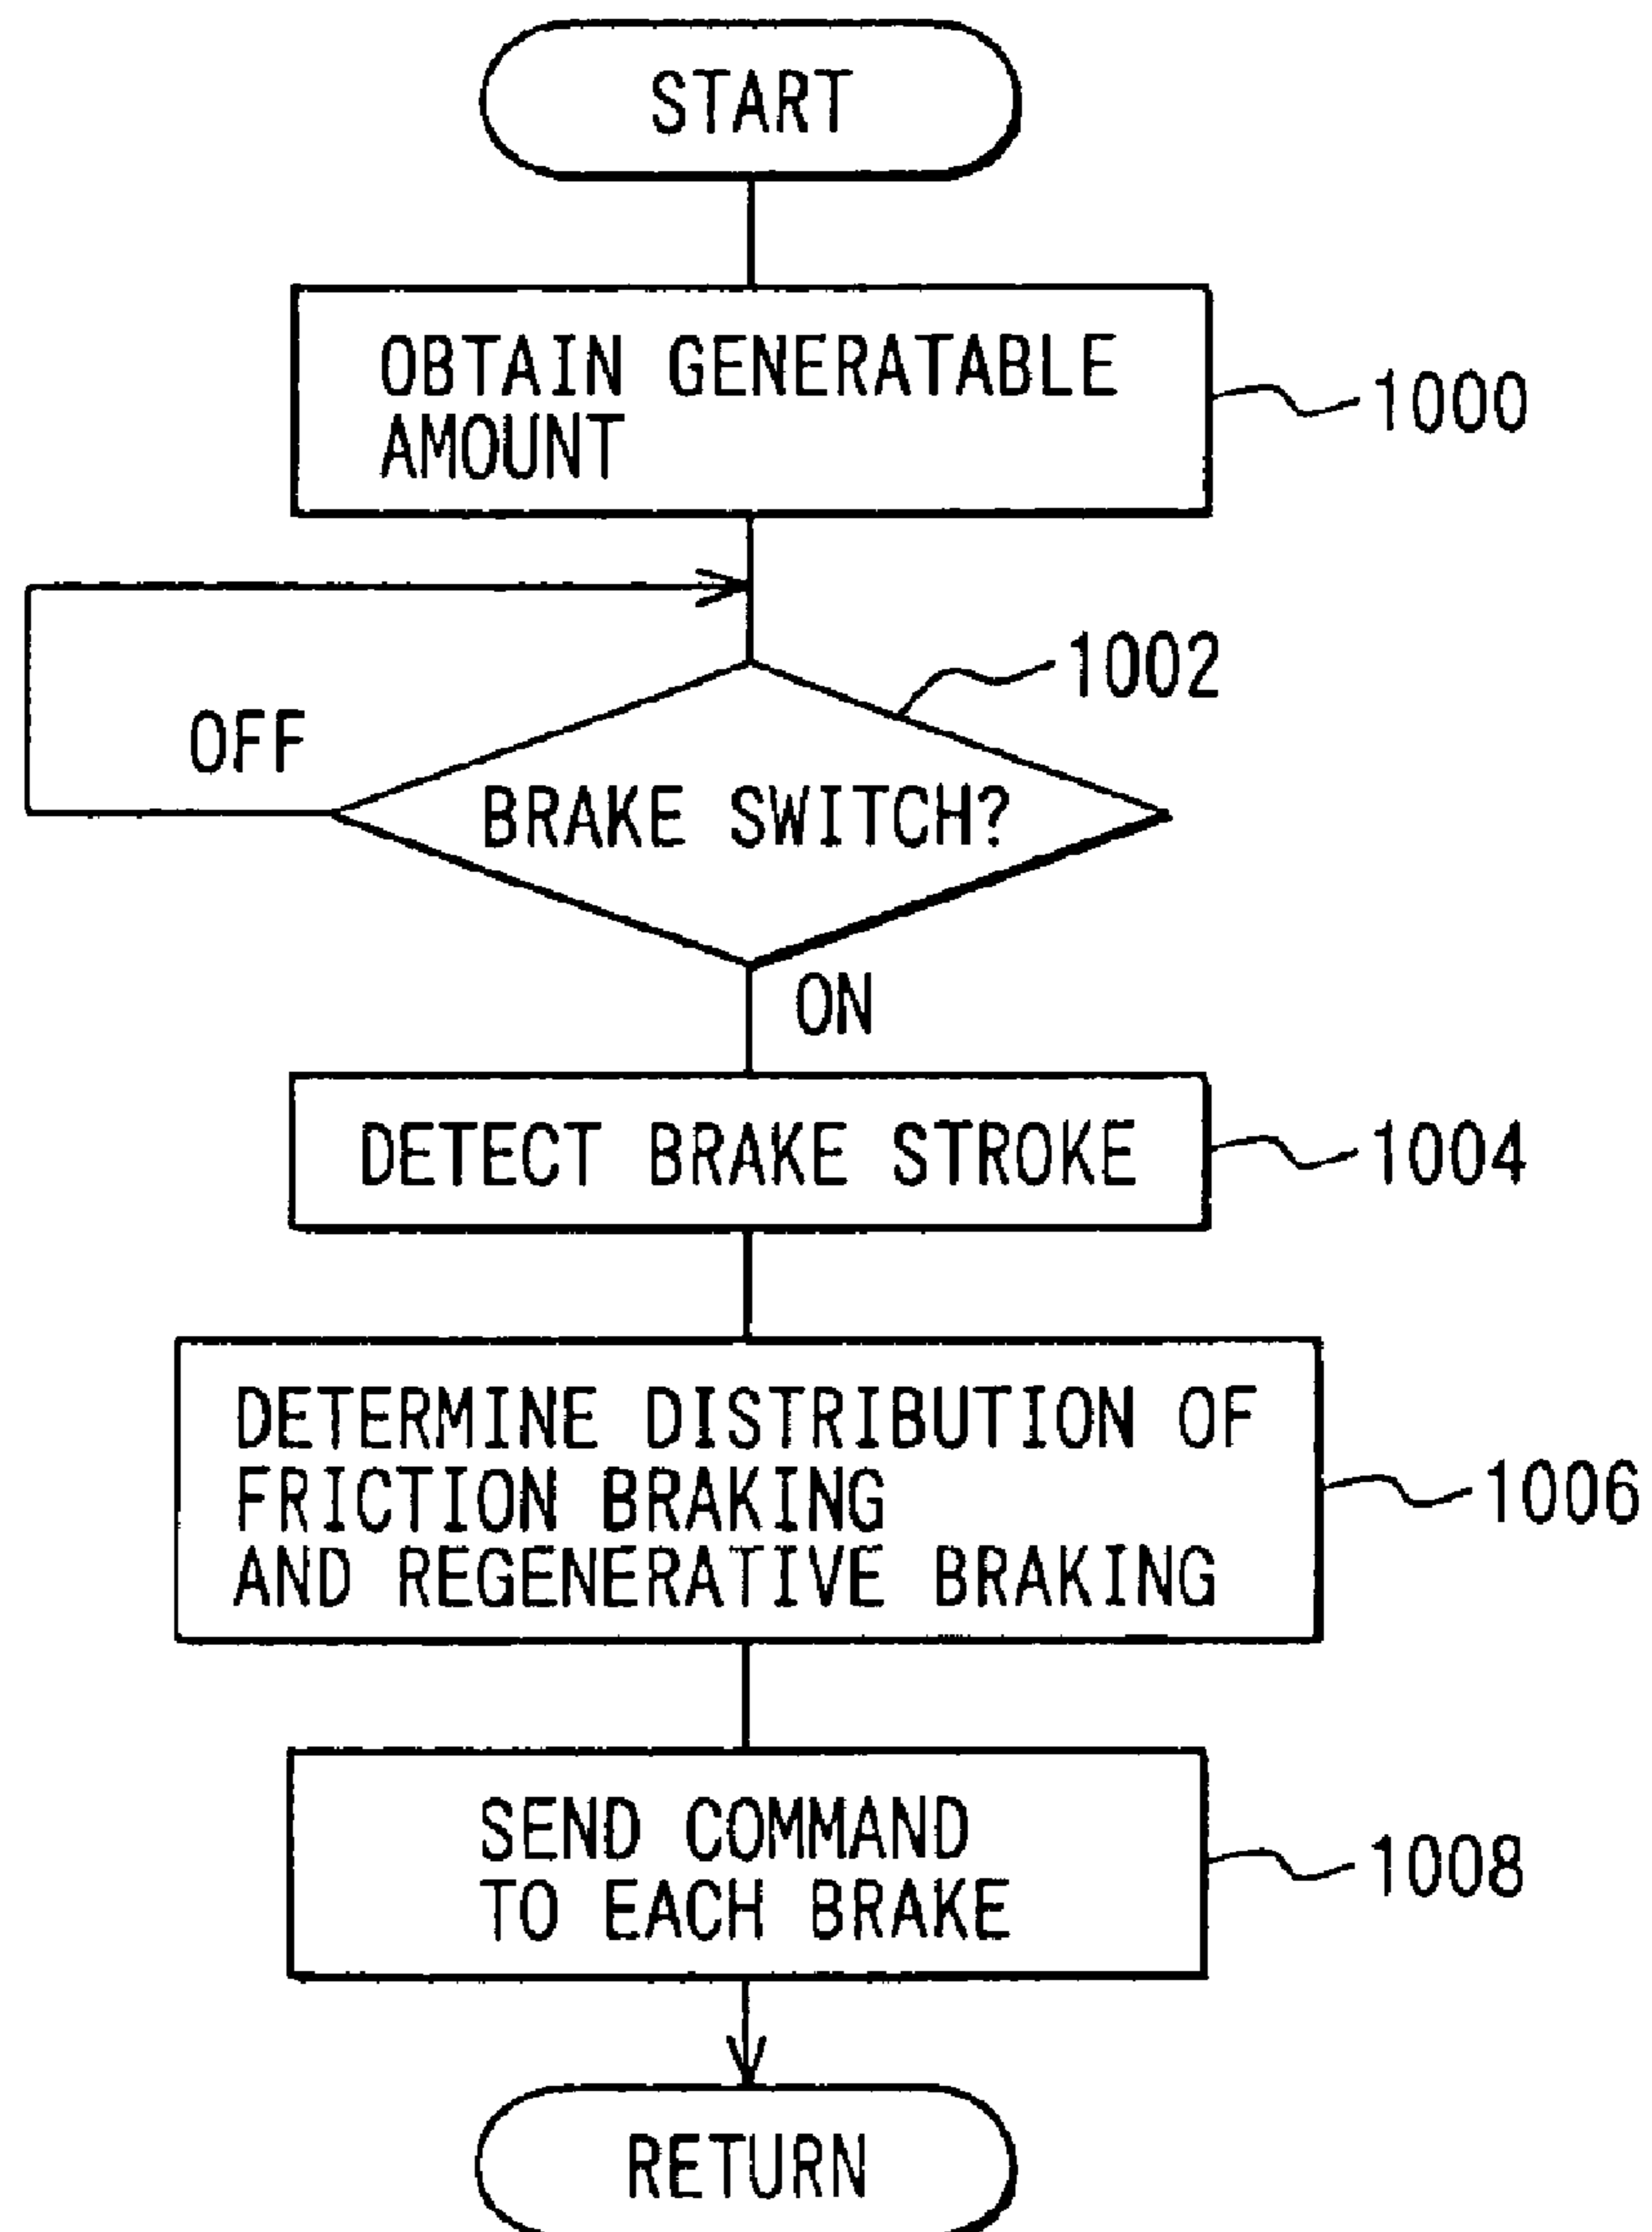 START
OBTAIN GENERATABLE
AMOUNT
1000
1002
OFF
BRAKE SWITCH?
ON
DETECT BRAKE STROKE
1004
DETERMINE DISTRIBUTION OF
FRICTION BRAKING
AND REGENERATIVE BRAKING
1006
SEND COMMAND
TO EACH BRAKE
1008
RETURN